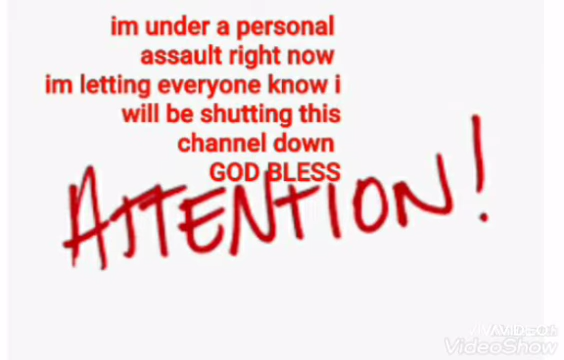 im under a personal
assault right now
im letting everyone know i
will be shutting this
channel down
GOD BLESS
ATTENTION!
VideoShow